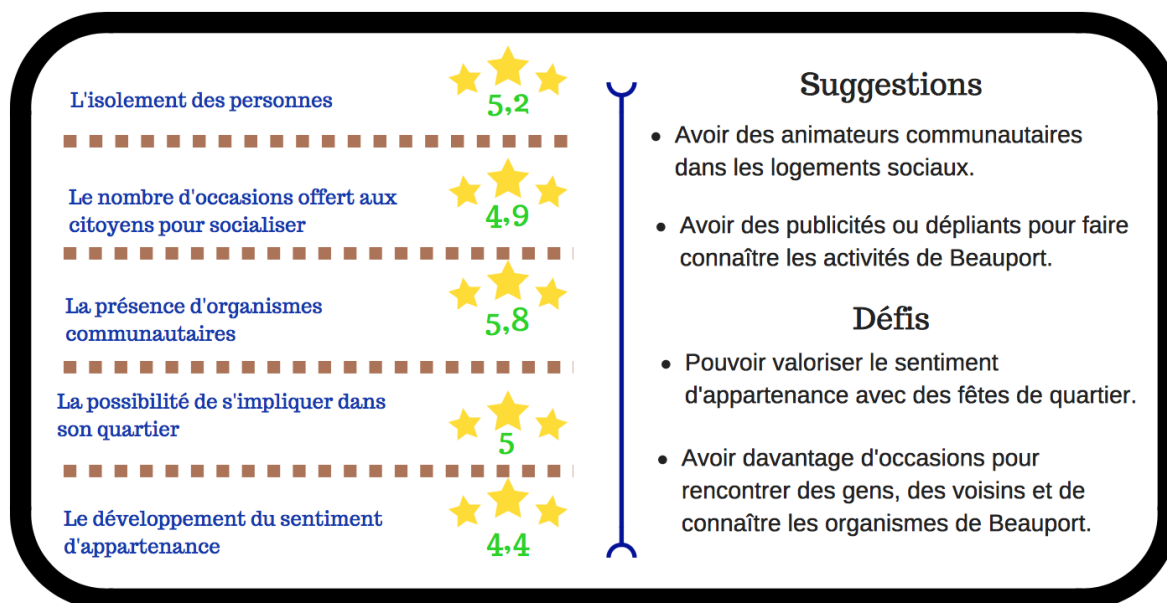 L'isolement des personnes
5,2
Le nombre d'occasions offert aux
citoyens pour socialiser
4,9
La présence d'organismes
communautaires
5,8
La possibilité de s'impliquer dans
son quartier
5
Le développement du sentiment
d'appartenance
4,4
Suggestions
• Avoir des animateurs communautaires
dans les logements sociaux.
• Avoir des publicités ou dépliants pour faire
connaître les activités de Beauport.
Défis
• Pouvoir valoriser le sentiment
d'appartenance avec des fêtes de quartier.
• Avoir davantage d'occasions pour
rencontrer des gens, des voisins et de
connaître les organismes de Beauport.